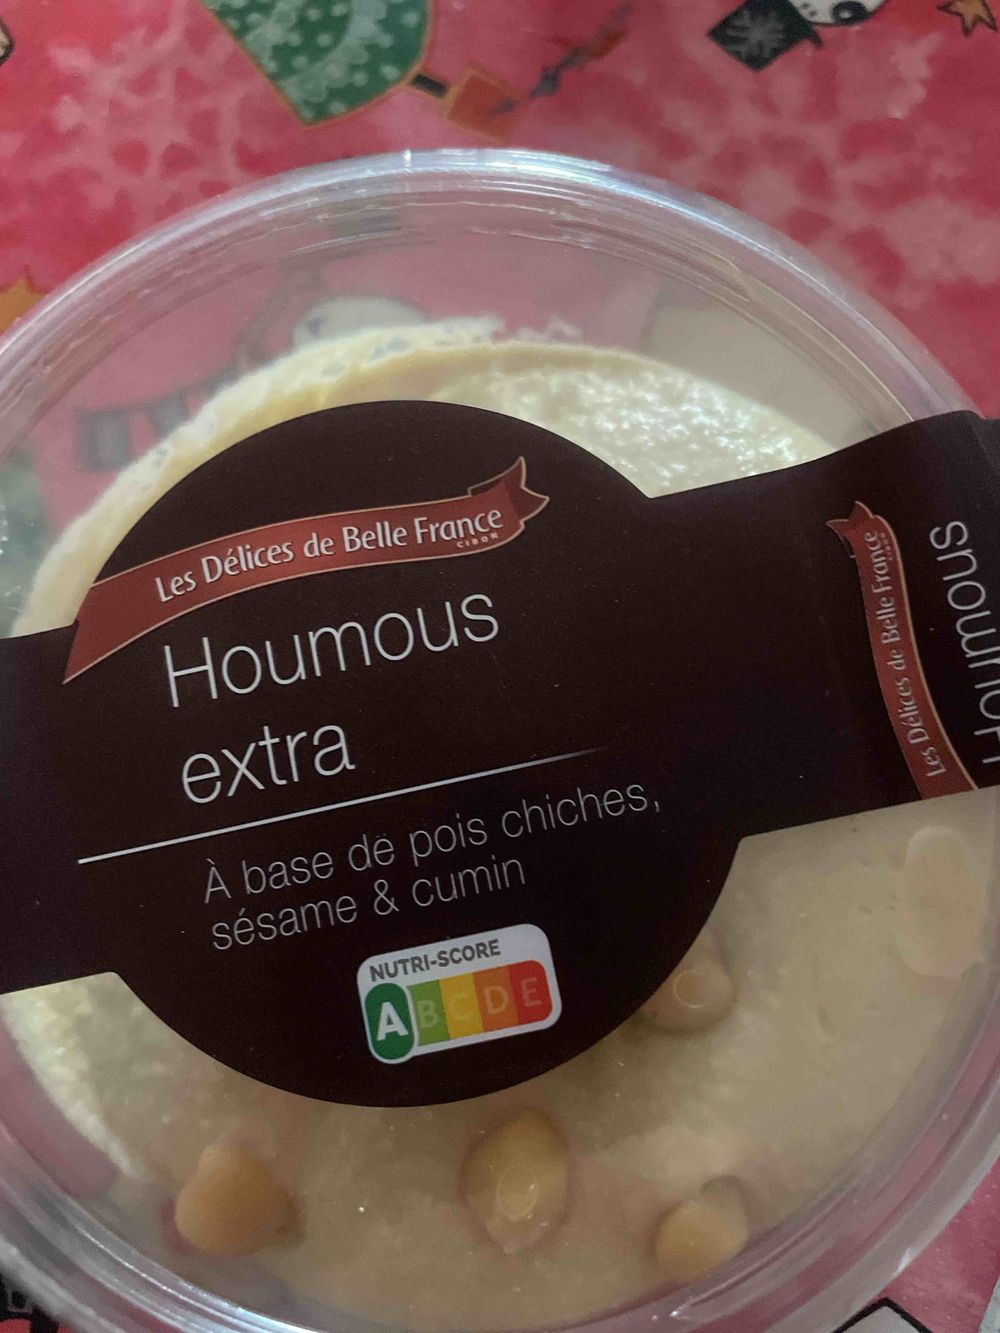 Les Délices de Belle France
CIDON
Houmous
extra
À base de pois chiches,
sésame & cumin
NUTRI-SCORE
A B C D E
Les Délices de Belle France
Houmous